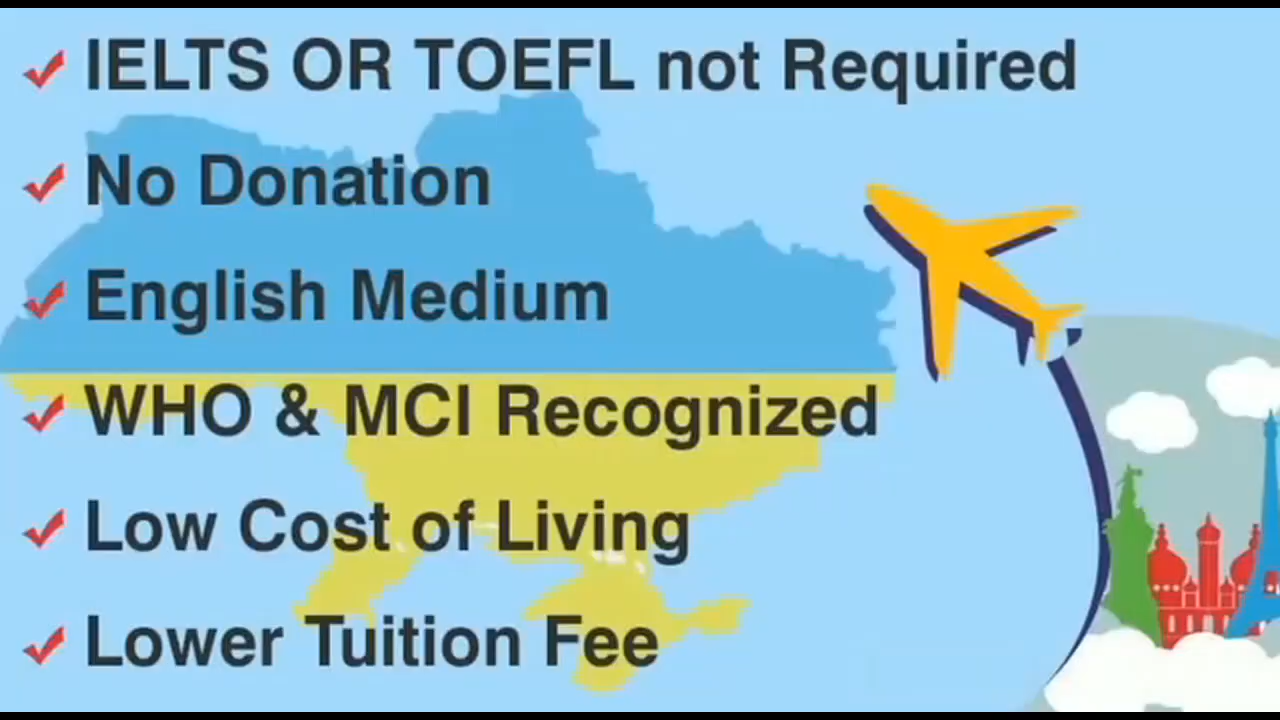 IELTS OR TOEFL not Required
No Donation
English Medium
WHO & MCI Recognized
Low Cost of Living
Lower Tuition Fee